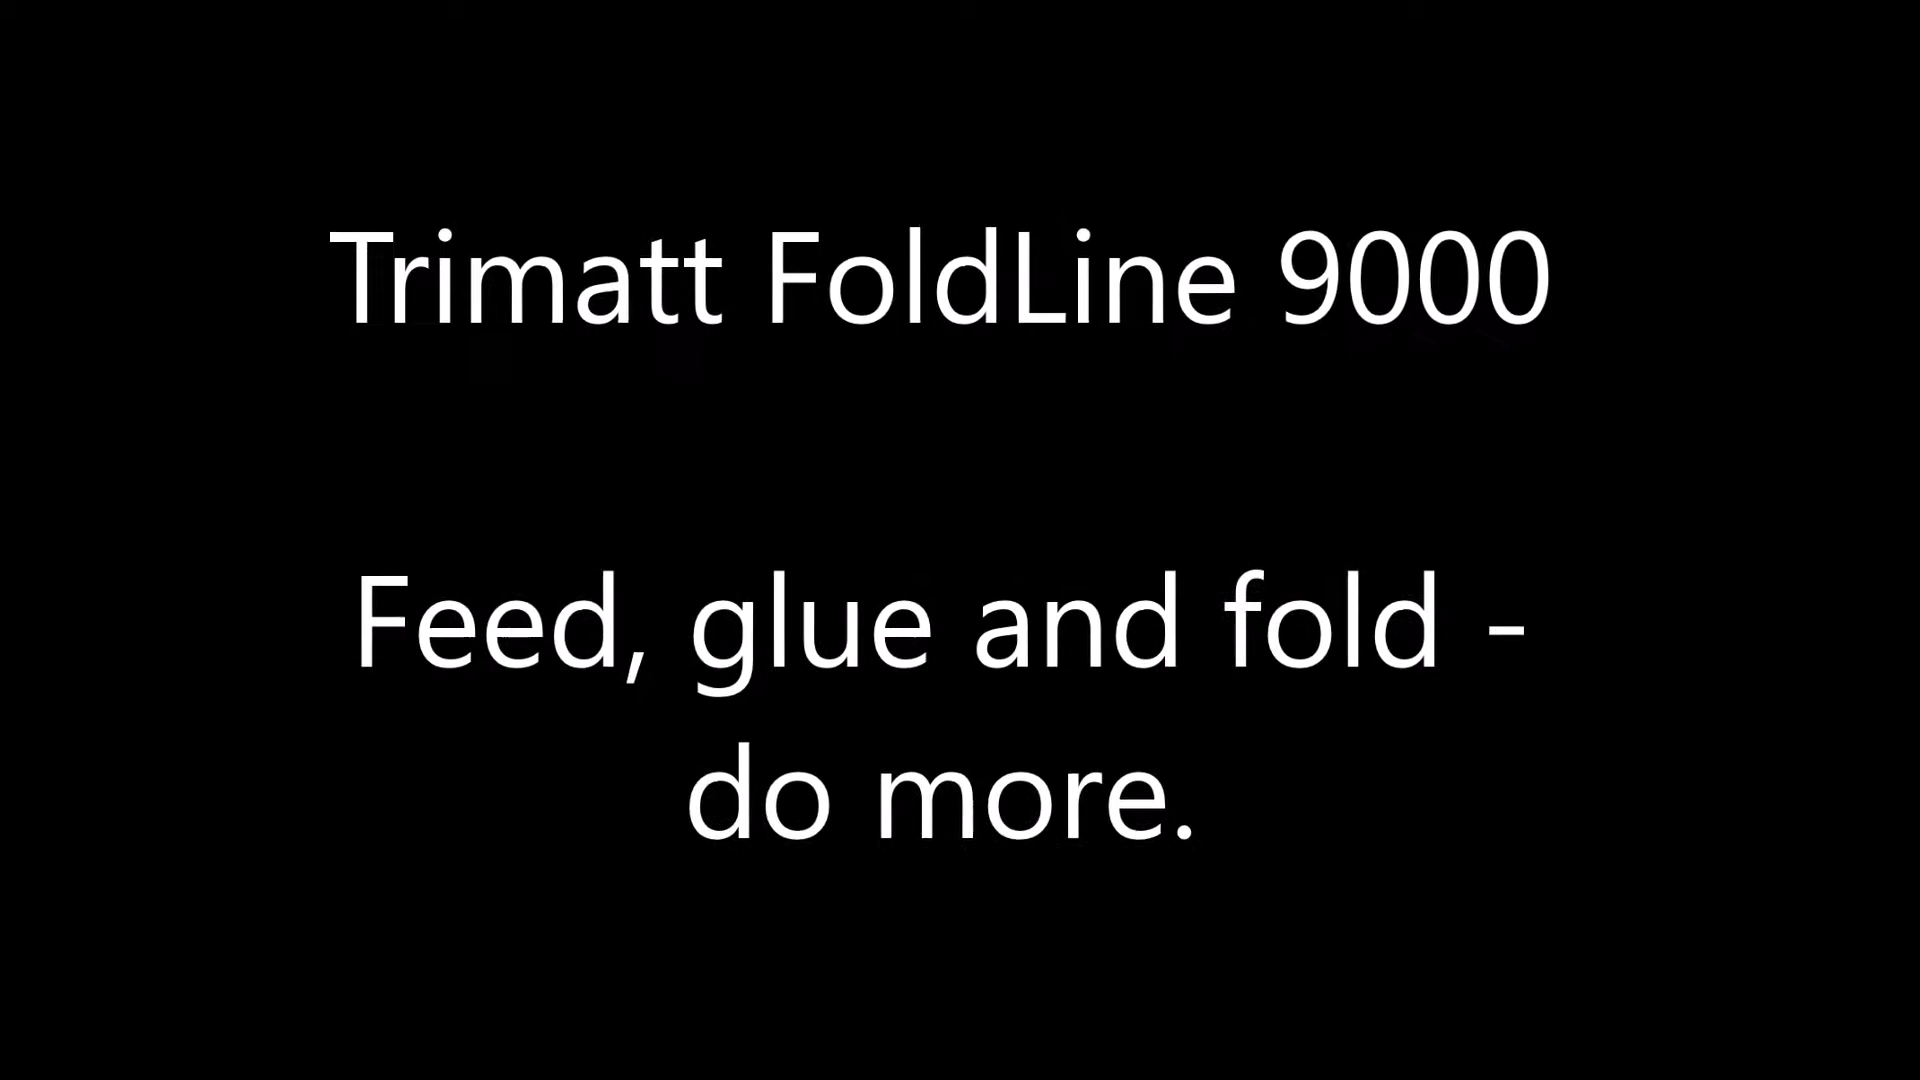 Trimatt FoldLine 9000
Feed, glue and fold -
do more.